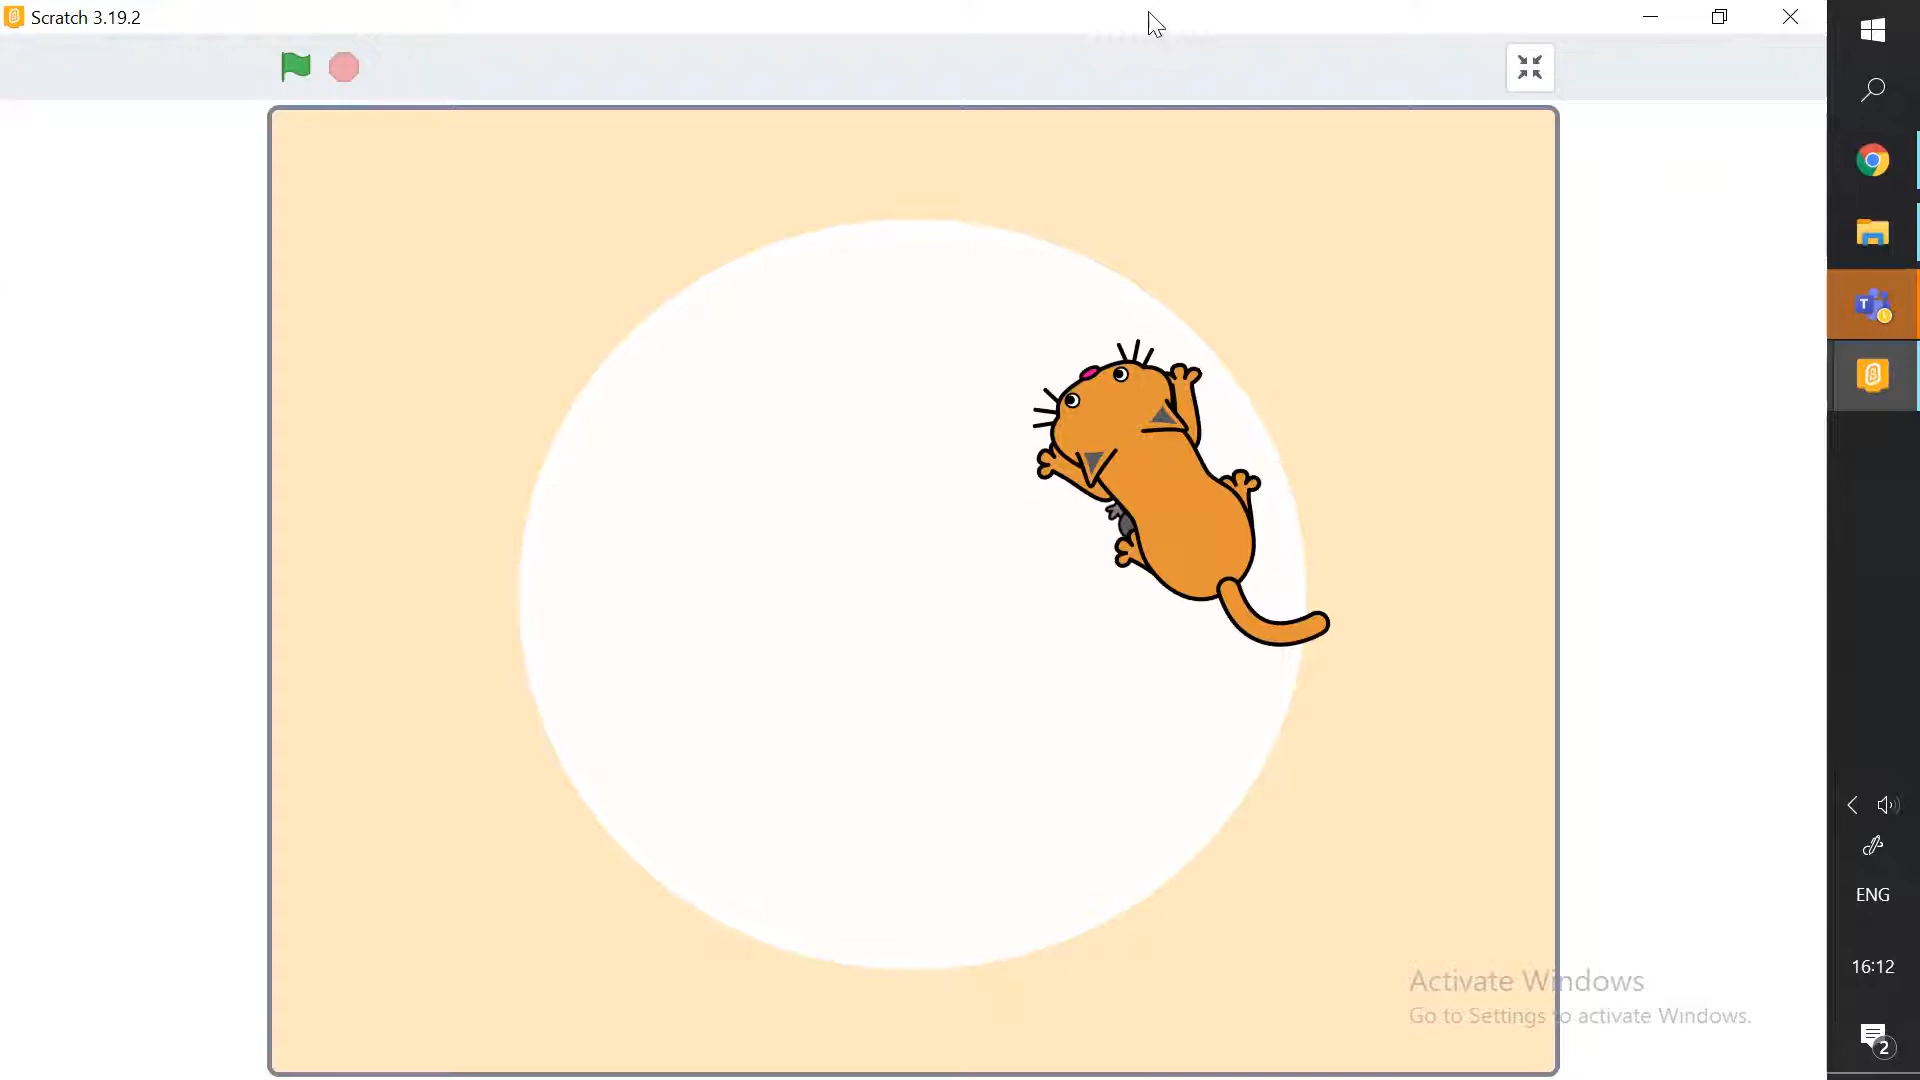 Scratch 3.19.2
T
ENG
16:12
Activate Windows
Go to Settings to activate Windows.
2